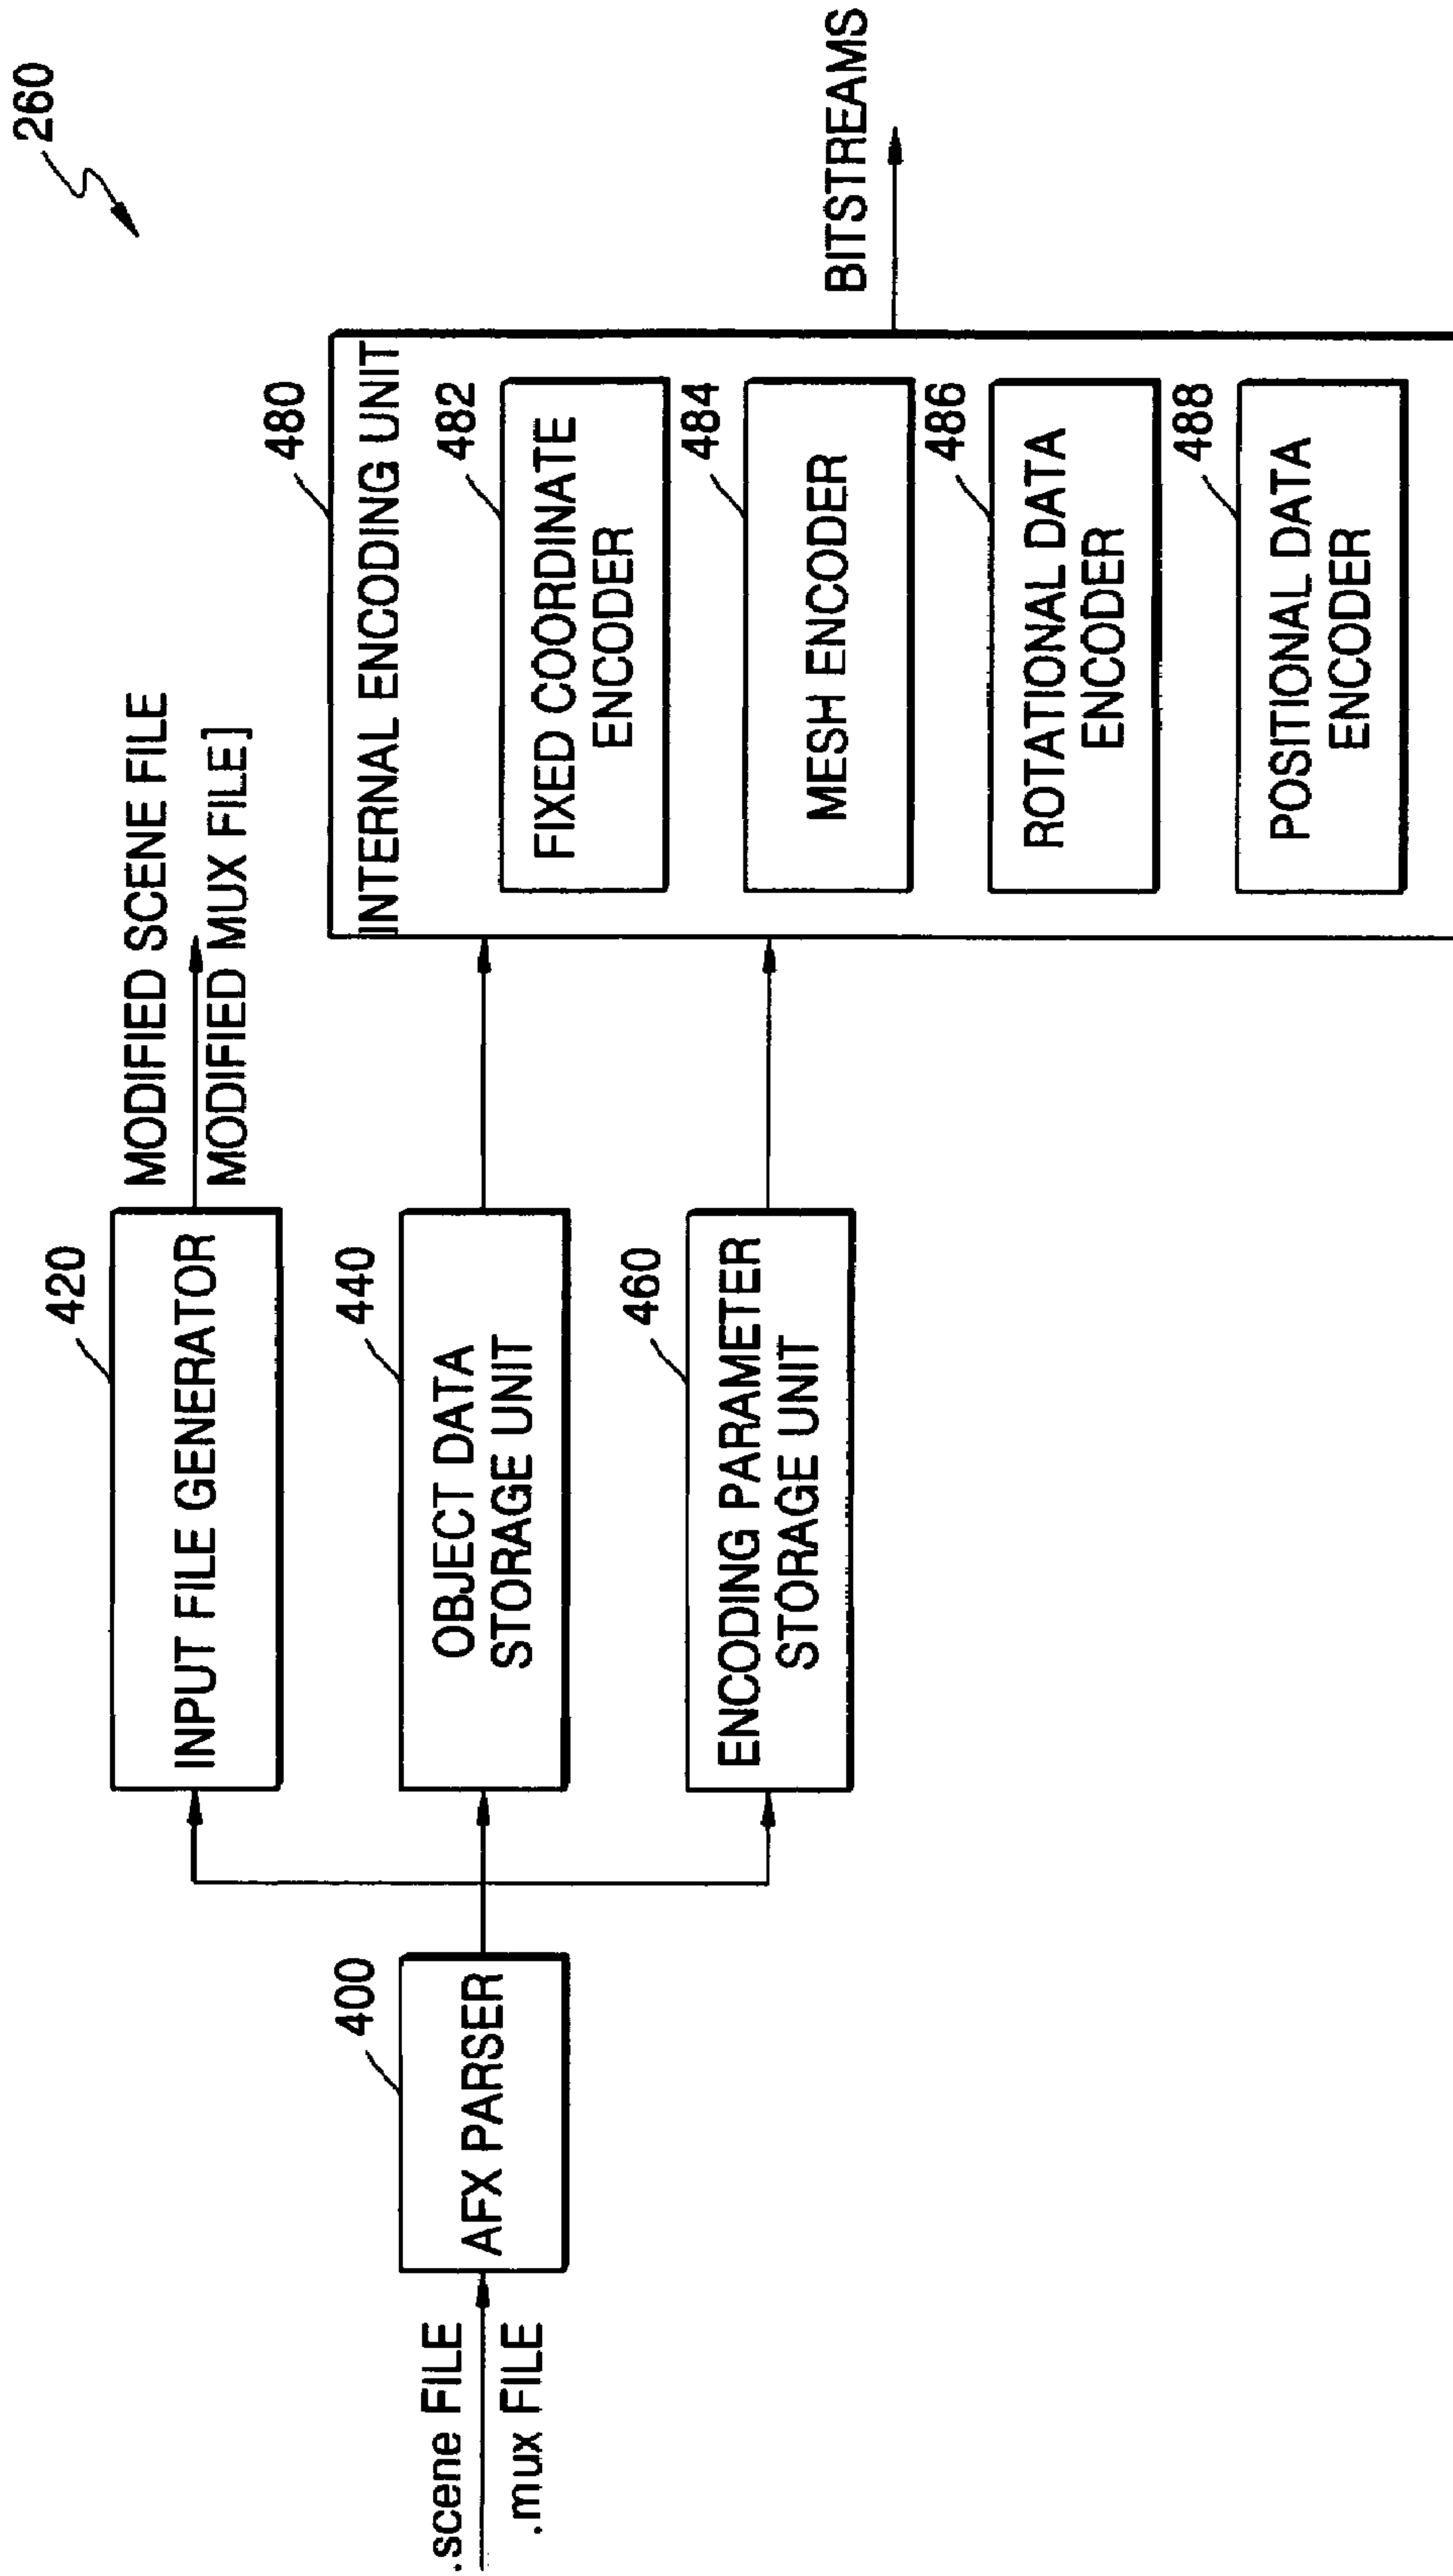 260
.scene FILE
.mux FILE
400
AFX PARSER
420
INPUT FILE GENERATOR
MODIFIED SCENE FILE
MODIFIED MUX FILE]
440
OBJECT DATA
STORAGE UNIT
460
ENCODING PARAMETER
STORAGE UNIT
480
INTERNAL ENCODING UNIT
482
FIXED COORDINATE
ENCODER
484
MESH ENCODER
486
ROTATIONAL DATA
ENCODER
488
POSITIONAL DATA
ENCODER
BITSTREAMS